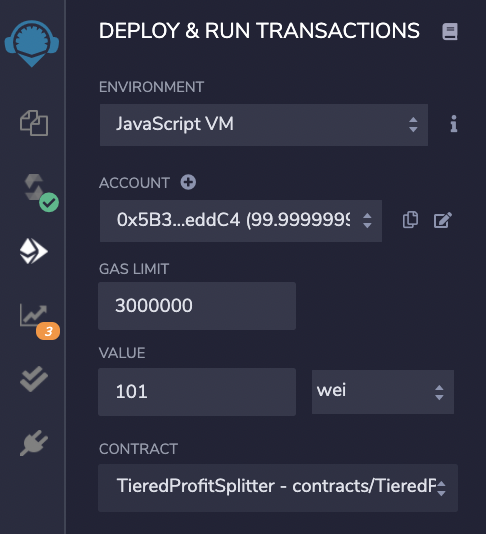 DEPLOY & RUN TRANSACTIONS
ENVIRONMENT
JavaScript VM
ACCOUNT
0x5B3...eddC4 (99.9999999
GAS LIMIT
3000000
3
VALUE
101
wei
CONTRACT
TieredProfitSplitter - contracts/TieredP